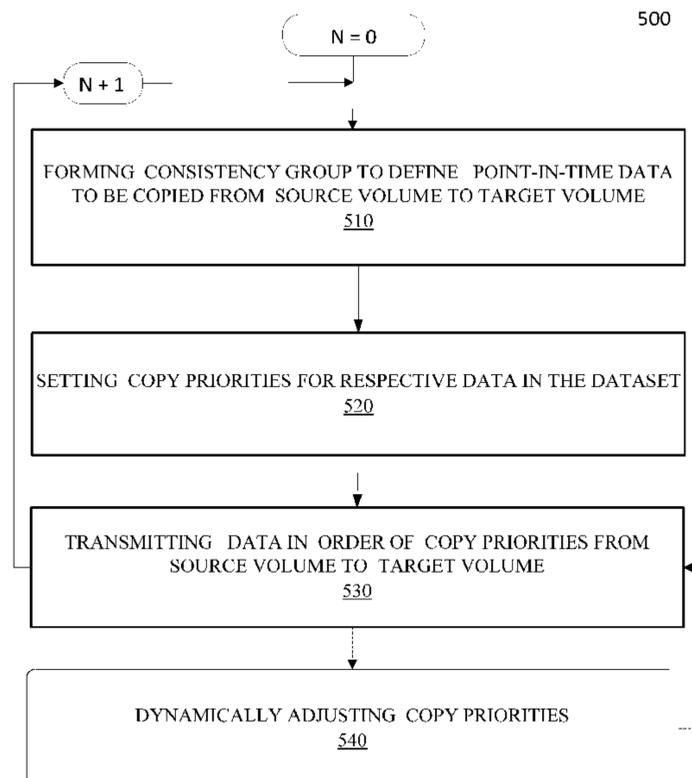 500
N = 0
N + 1
FORMING CONSISTENCY GROUP TO DEFINE POINT-IN-TIME DATA
TO BE COPIED FROM SOURCE VOLUME TO TARGET VOLUME
510
SETTING COPY PRIORITIES FOR RESPECTIVE DATA IN THE DATASET
520
TRANSMITTING DATA IN ORDER OF COPY PRIORITIES FROM
SOURCE VOLUME TO TARGET VOLUME
530
DYNAMICALLY ADJUSTING COPY PRIORITIES
540